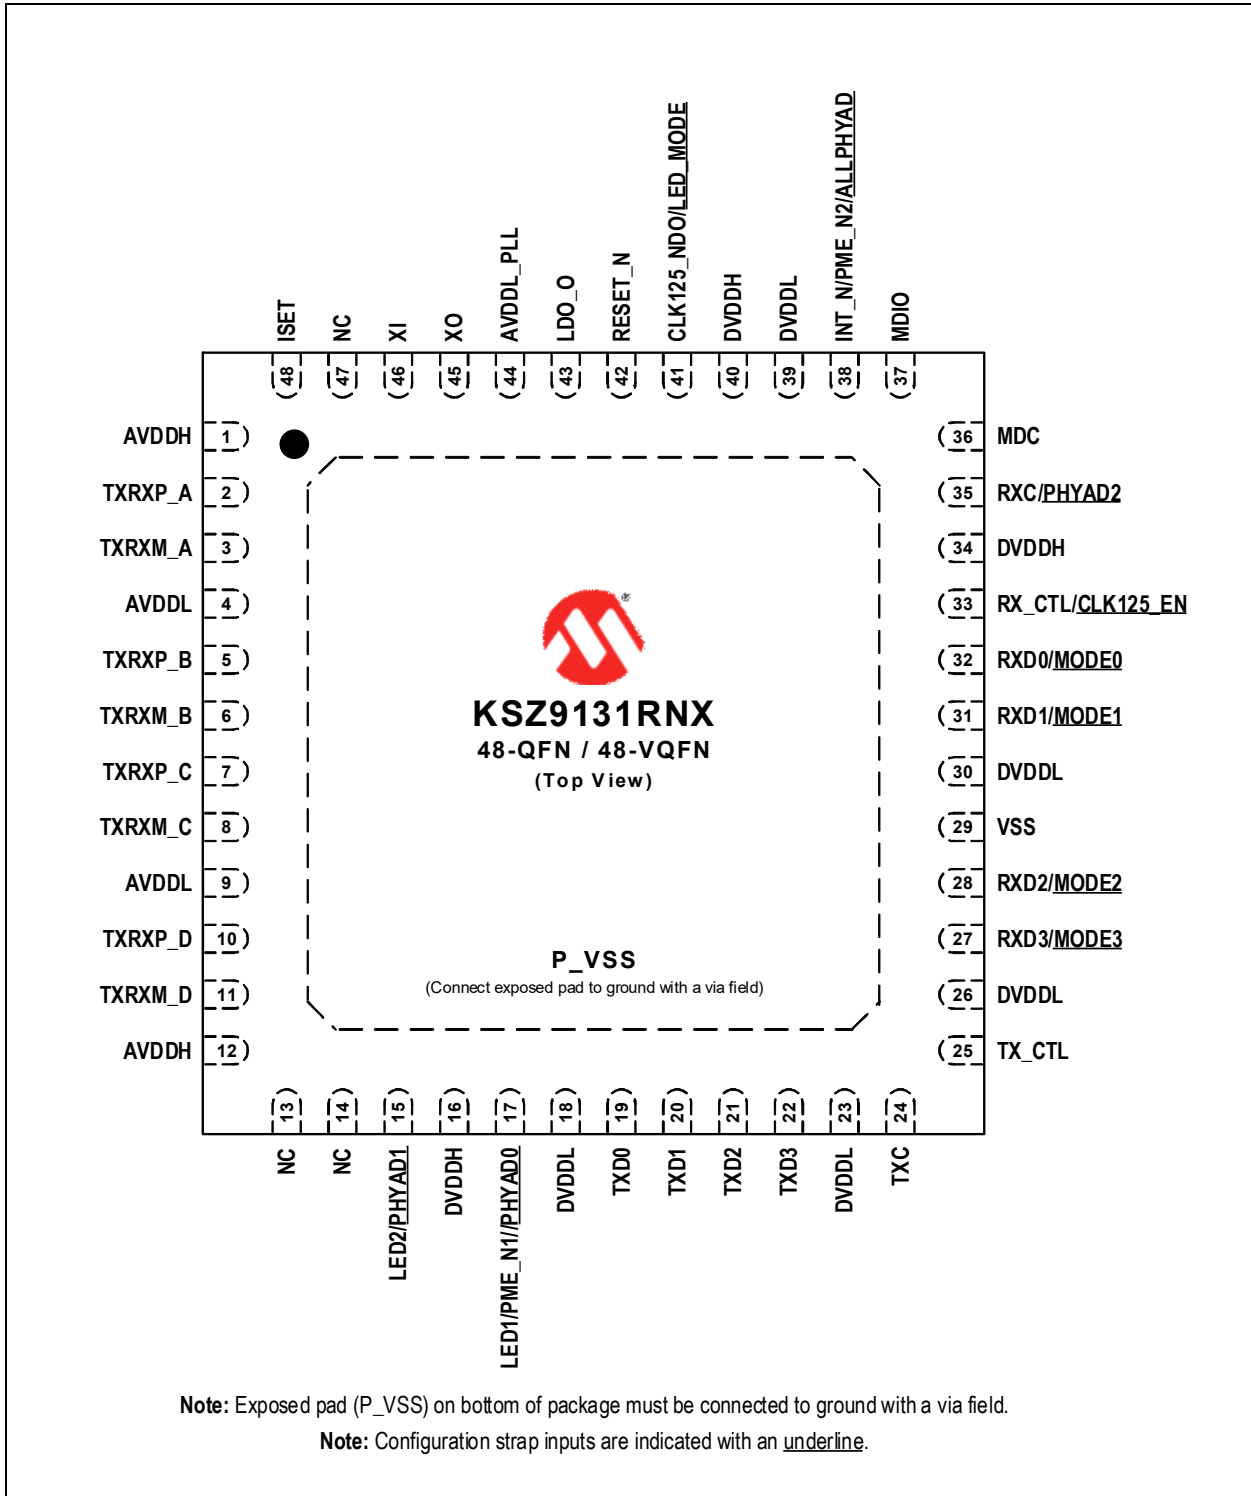 ISET
NC
XI
XO
AVDDL_PLL
LDO_O
RESET_N
CLK125_NDO/LED_MODE
DVDDH
DVDDL
INT_N/PME_N2/ALLPHYAD
MDIO
48
47
46
45
44
43
42
41
40
39
38
37
AVDDH 1
TXRXP_A 2
TXRXM_A 3
AVDDL 4
TXRXP_B 5
TXRXM_B 6
TXRXP_C 7
TXRXM_C 8
AVDDL 9
TXRXP_D 10
TXRXM_D 11
AVDDH 12
36 MDC
35 RXC/PHYAD2
34 DVDDH
33 RX_CTL/CLK125_EN
32 RXD0/MODE0
31 RXD1/MODE1
30 DVDDL
29 VSS
28 RXD2/MODE2
27 RXD3/MODE3
26 DVDDL
25 TX_CTL
®
KSZ9131RNX
48-QFN / 48-VQFN
(Top View)
P_VSS
(Connect exposed pad to ground with a via field)
13
14
15
16
17
18
19
20
21
22
23
24
NC
NC
LED2/PHYAD1
DVDDH
LED1/PME_N1//PHYAD0
DVDDL
TXD0
TXD1
TXD2
TXD3
DVDDL
TXC
Note: Exposed pad (P_VSS) on bottom of package must be connected to ground with a via field.
Note: Configuration strap inputs are indicated with an underline.